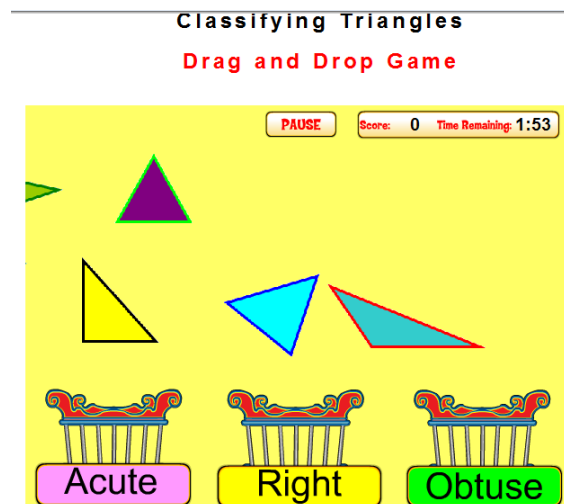 Classifying Triangles
Drag and Drop Game
PAUSE Score: 0 Time Remaining: 1:53
Acute Right Obtuse